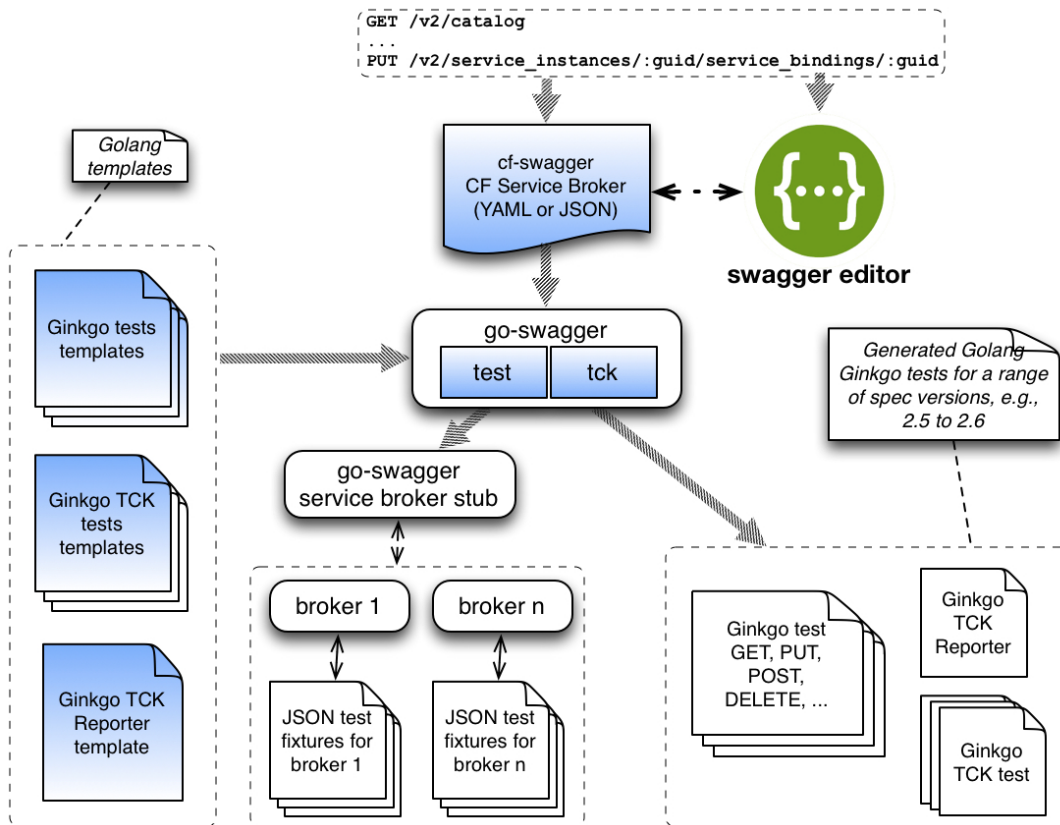 GET /v2/catalog
...
PUT /v2/service_instances/:guid/service_bindings/:guid
Golang
templates
cf-swagger
CF Service Broker
(YAML or JSON)
{...}
swagger editor
Ginkgo tests
templates
go-swagger
test
tck
Generated Golang
Ginkgo tests for a range
of spec versions, e.g.,
2.5 to 2.6
Ginkgo TCK
tests
templates
go-swagger
service broker stub
Ginkgo TCK
Reporter
template
broker 1
broker n
JSON test
fixtures for
broker 1
JSON test
fixtures for
broker n
Ginkgo test
GET, PUT,
POST,
DELETE, ...
Ginkgo
TCK
Reporter
Ginkgo
TCK test